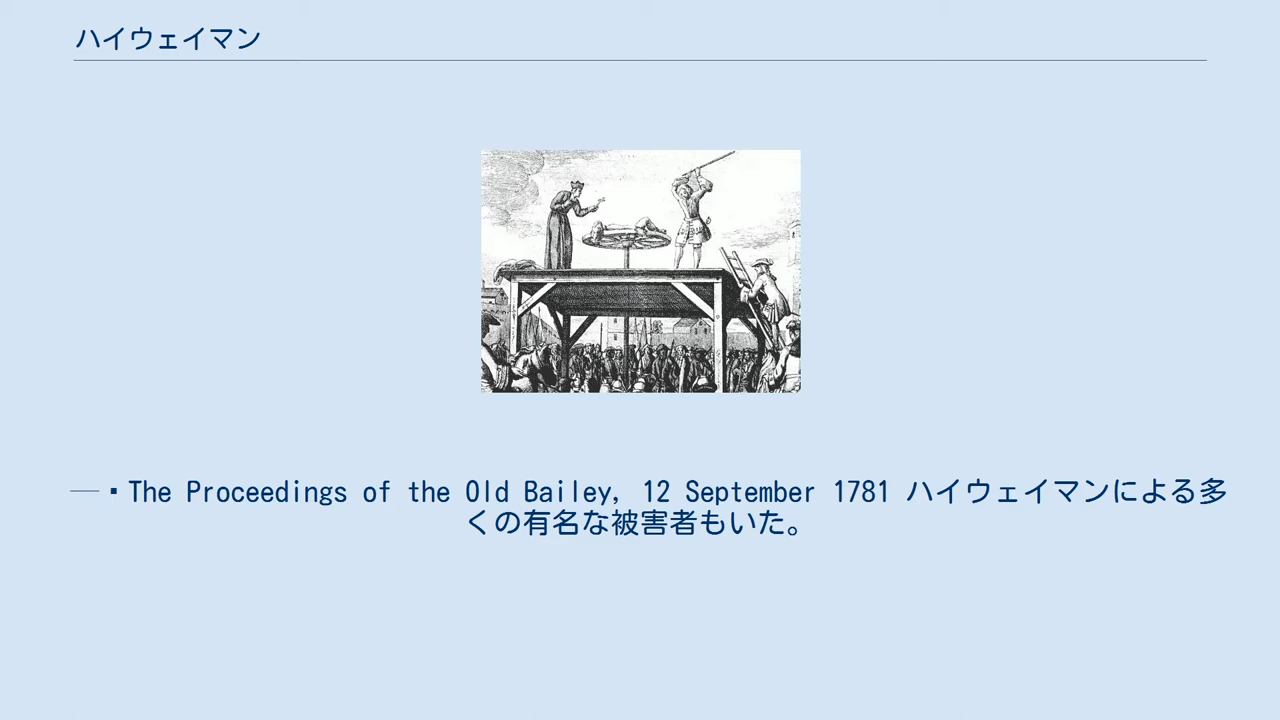 ハイウェイマン
▪ The Proceedings of the Old Bailey, 12 September 1781 ハイウェイマンによる多
くの有名な被害者もいた。